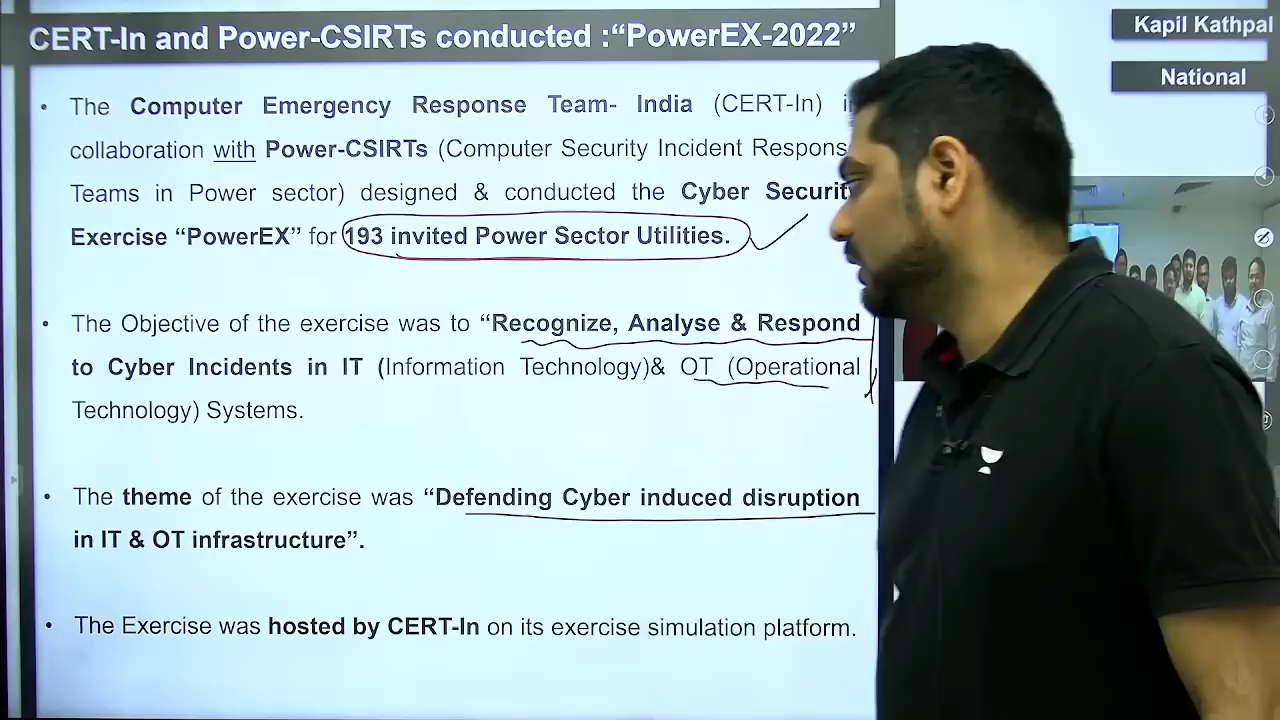 CERT-In and Power-CSIRTs conducted :“PowerEX-2022”
Kapil Kathpal
National
• The Computer Emergency Response Team- India (CERT-In)
collaboration with Power-CSIRTs (Computer Security Incident
Teams in Power sector) designed & conducted the Cyber
Exercise “PowerEX” for 193 invited Power Sector Utilities.
• The Objective of the exercise was to “Recognize, Analyse & Respond
to Cyber Incidents in IT (Information Technology)& OT (Operational
Technology) Systems.
• The theme of the exercise was “Defending Cyber induced disruption
in IT & OT infrastructure”.
• The Exercise was hosted by CERT-In on its exercise simulation platform.